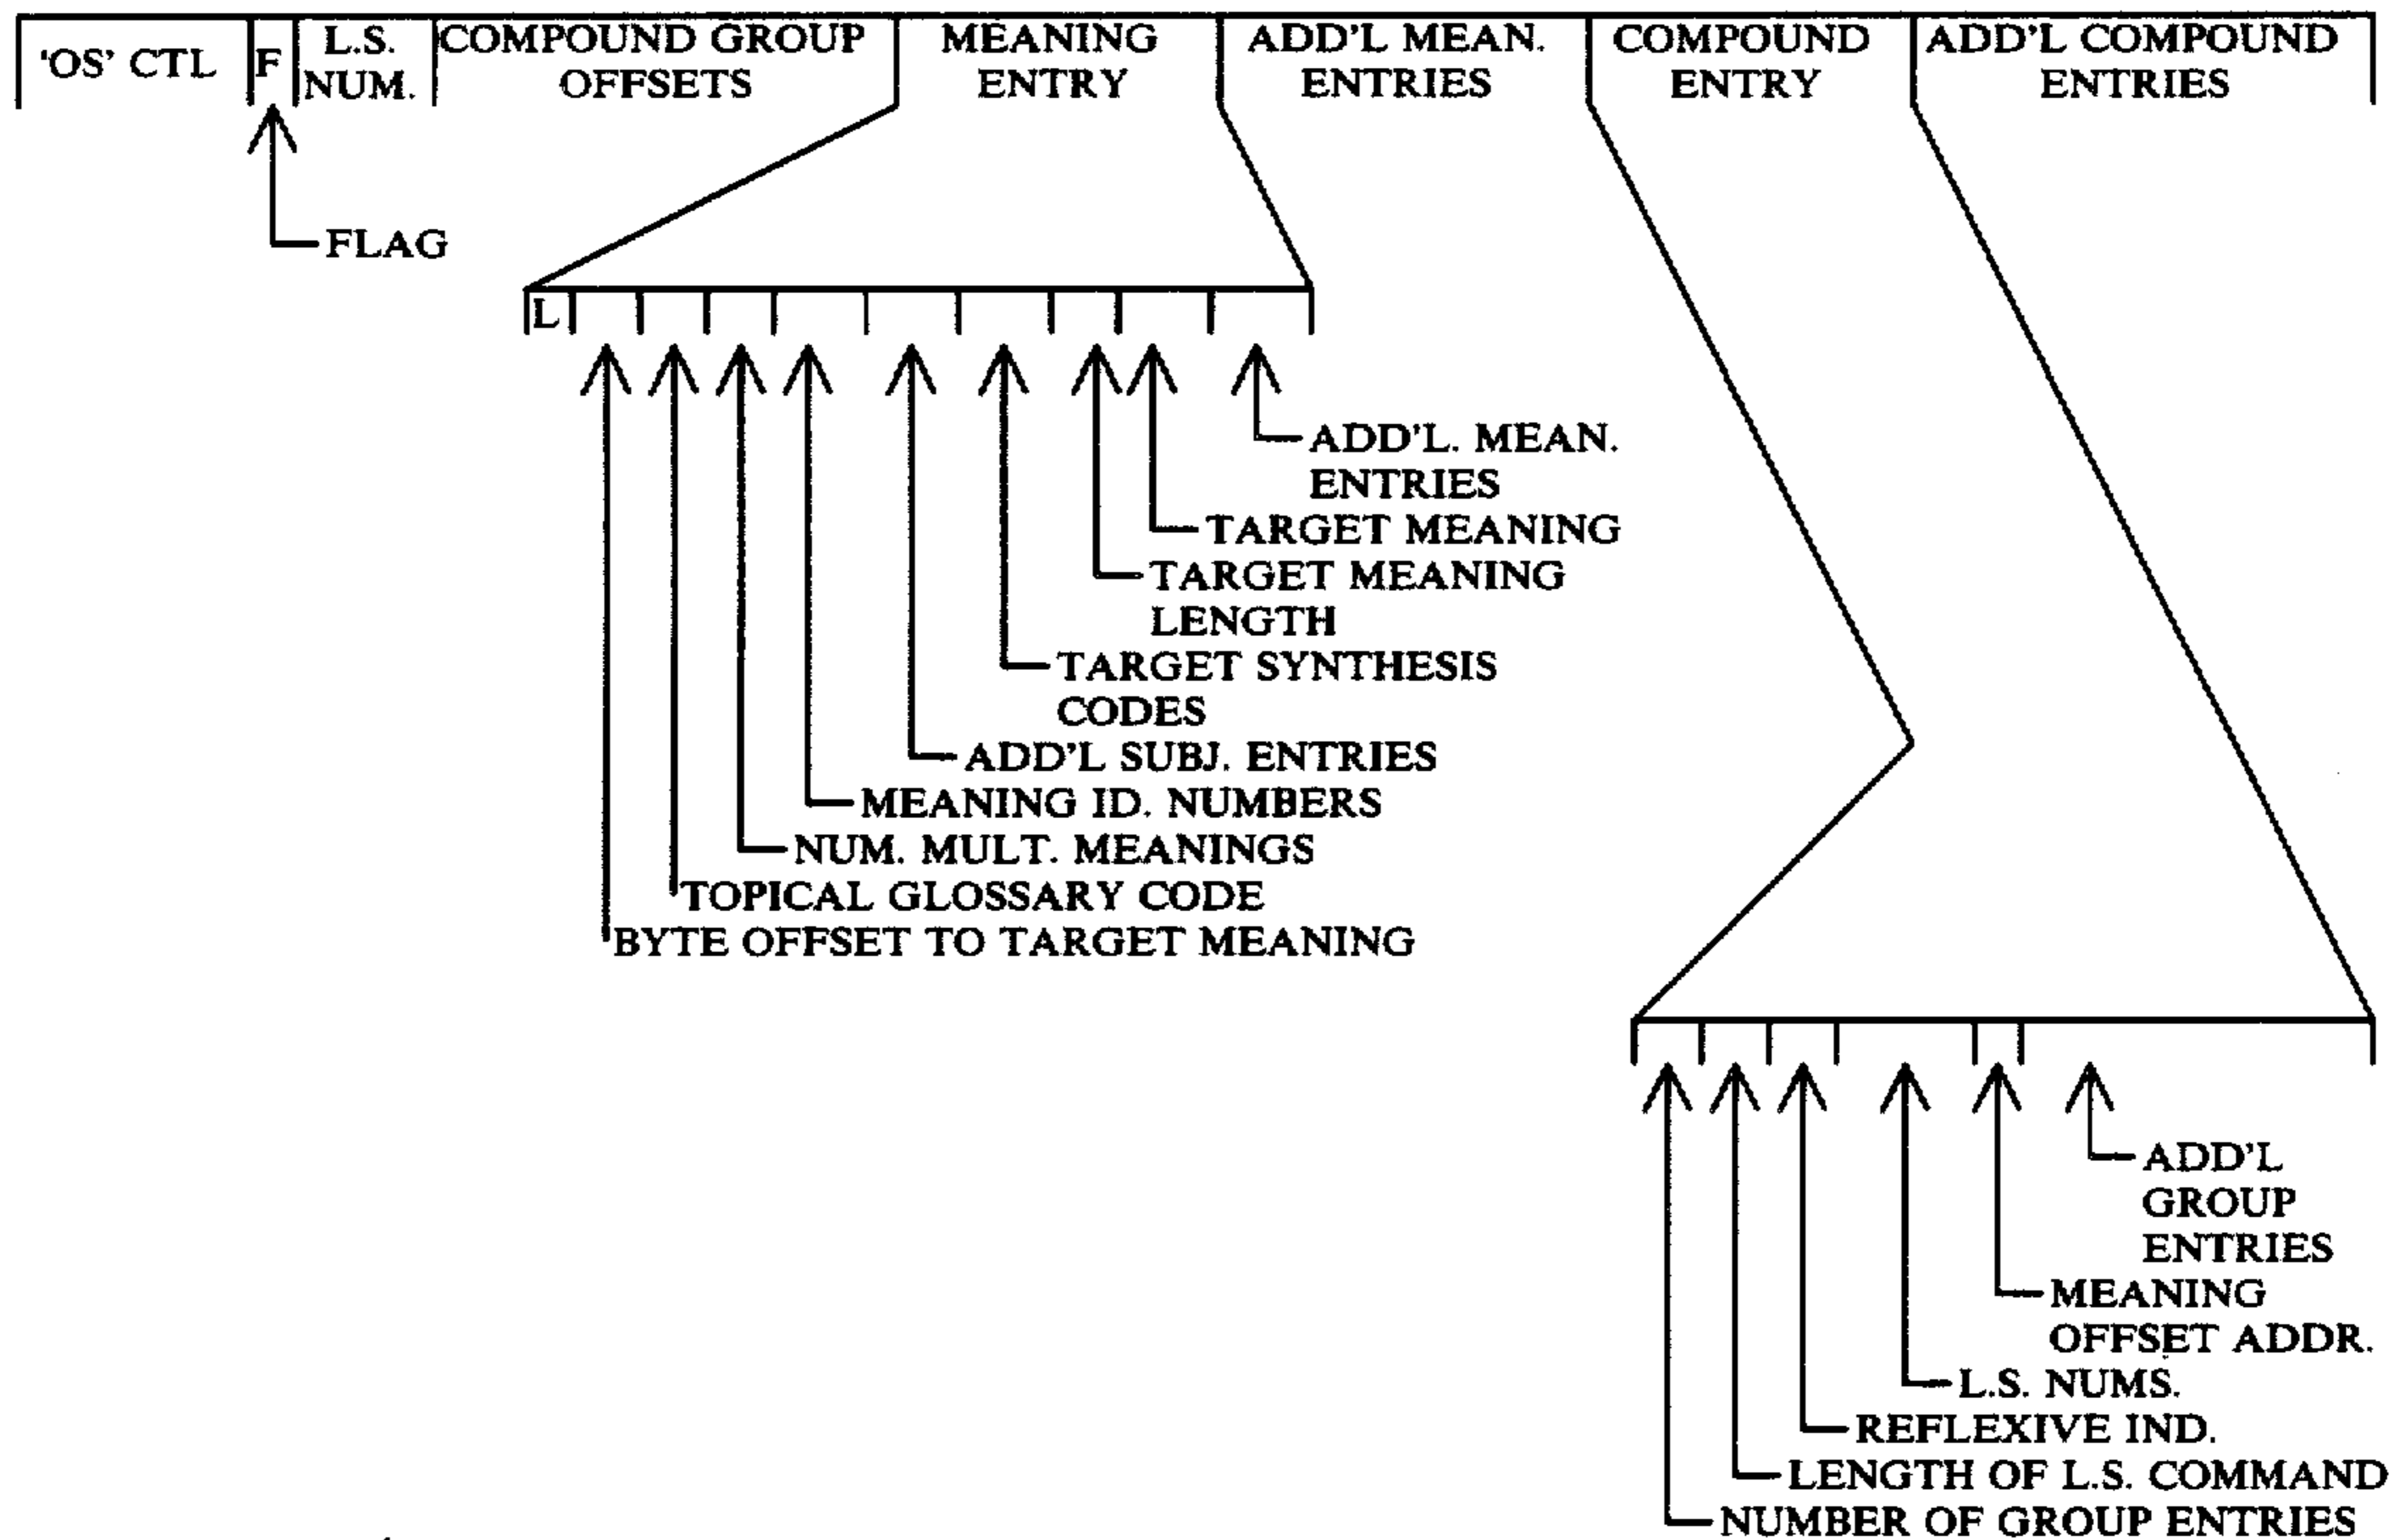 'OS' CTL
F
L.S.
NUM.
COMPOUND GROUP
OFFSETS
MEANING
ENTRY
ADD'L MEAN.
ENTRIES
COMPOUND
ENTRY
ADD'L COMPOUND
ENTRIES
FLAG
L
ADD'L. MEAN.
ENTRIES
TARGET MEANING
TARGET MEANING
LENGTH
TARGET SYNTHESIS
CODES
ADD'L SUBJ. ENTRIES
MEANING ID. NUMBERS
NUM. MULT. MEANINGS
TOPICAL GLOSSARY CODE
BYTE OFFSET TO TARGET MEANING
ADD'L
GROUP
ENTRIES
MEANING
OFFSET ADDR.
L.S. NUMS.
REFLEXIVE IND.
LENGTH OF L.S. COMMAND
NUMBER OF GROUP ENTRIES